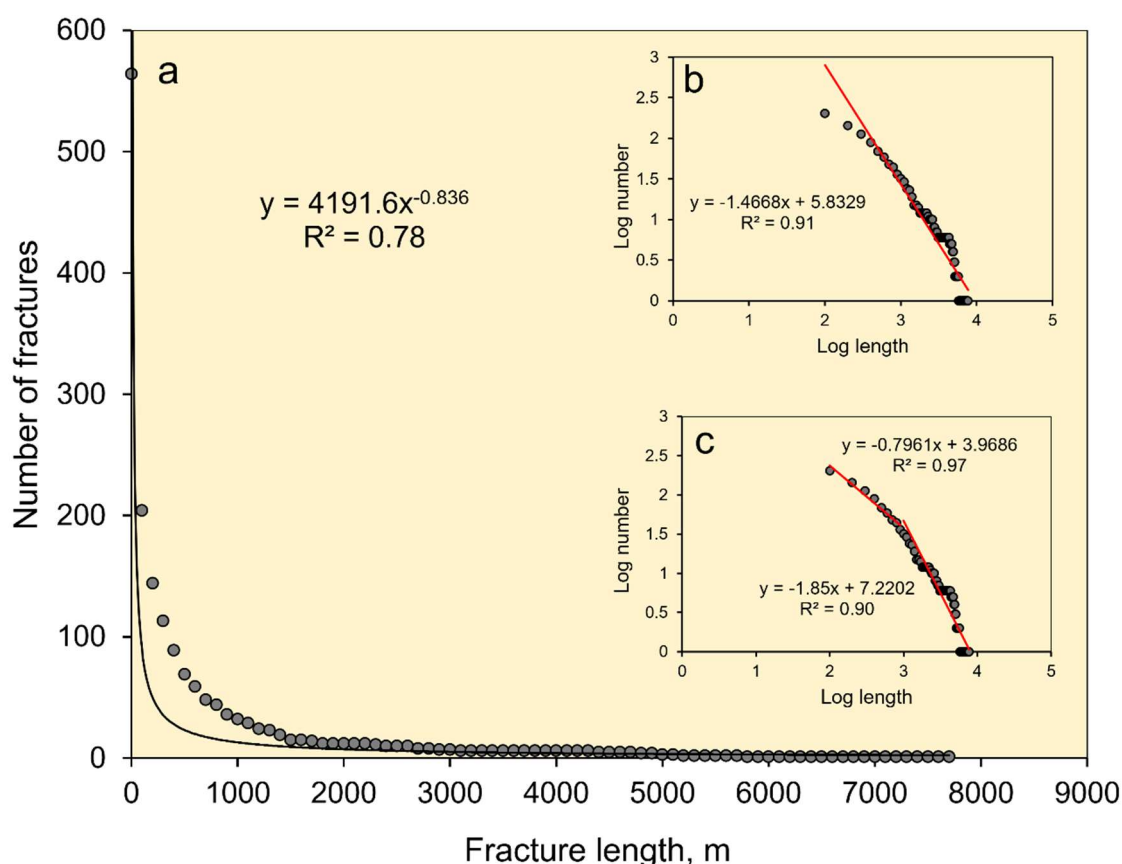 a
y = 4191.6x^-0.836
R² = 0.78
Number of fractures
600
500
400
300
200
100
0
0 1000 2000 3000 4000 5000 6000 7000 8000 9000
Fracture length, m
b
y = -1.4668x + 5.8329
R² = 0.91
Log number
3
2.5
2
1.5
1
0.5
0
0 1 2 3 4 5
Log length
c
y = -0.7961x + 3.9686
R² = 0.97
y = -1.85x + 7.2202
R² = 0.90
Log number
3
2.5
2
1.5
1
0.5
0
0 1 2 3 4 5
Log length